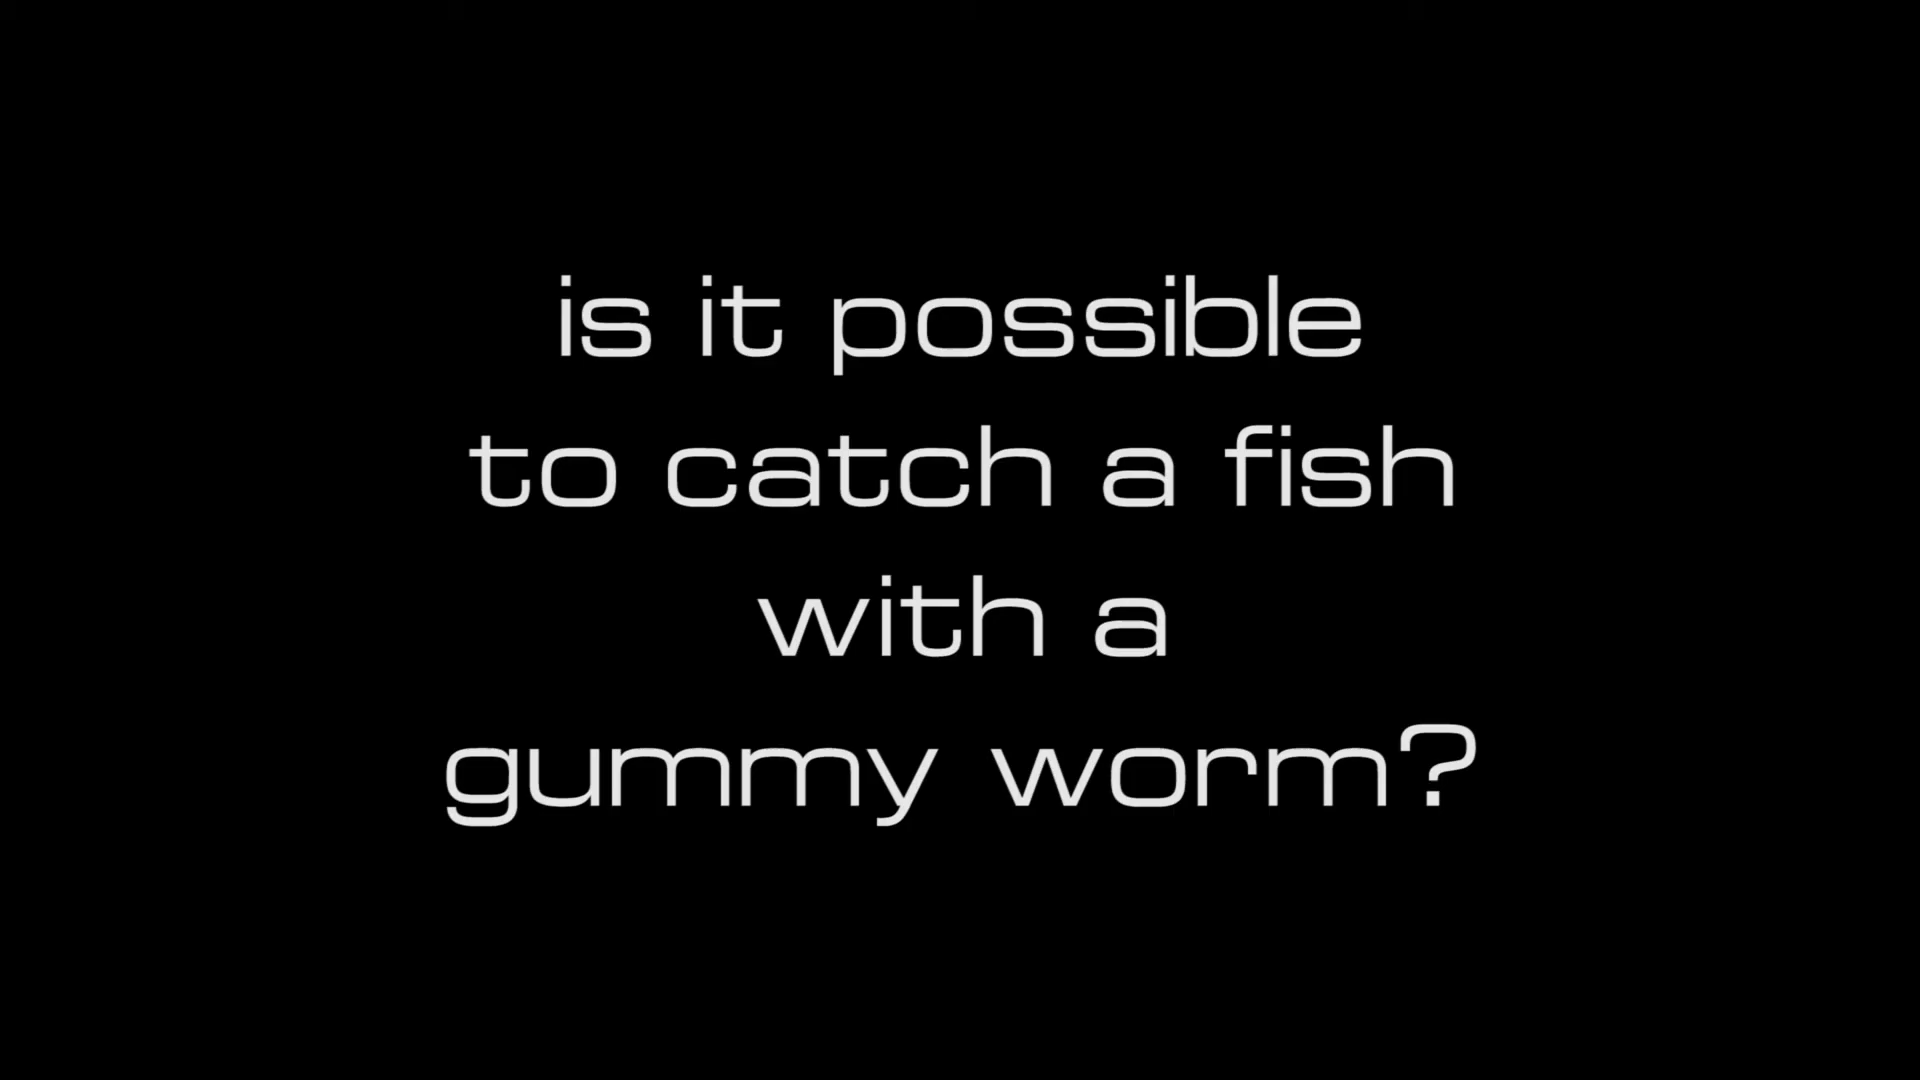 is it possible
to catch a fish
with a
gummy worm?